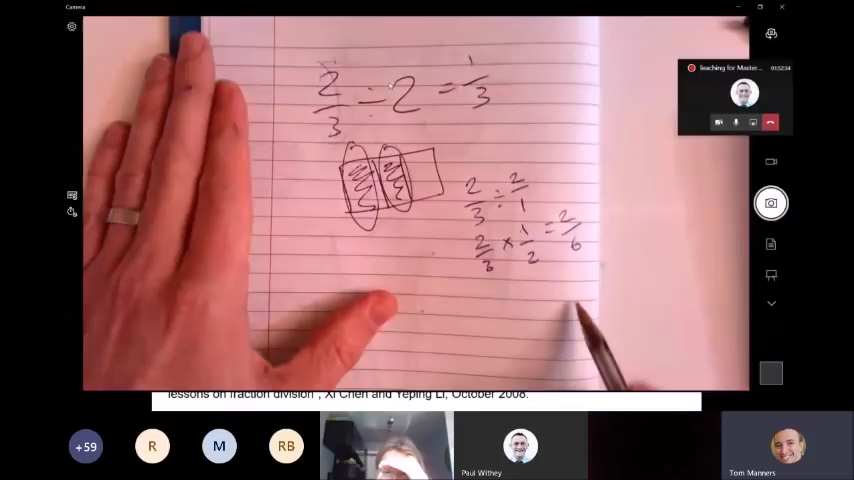 Camera
2/3 ÷ 2 = 1/3
Teaching for Master...
01:52:34
2/3 ÷ 2/1
2/3 × 1/2 = 2/6
lessons on fraction division", Xi Chen and Yeping Li, October 2008.
+59
R
M
RB
Paul Withey
Tom Manners